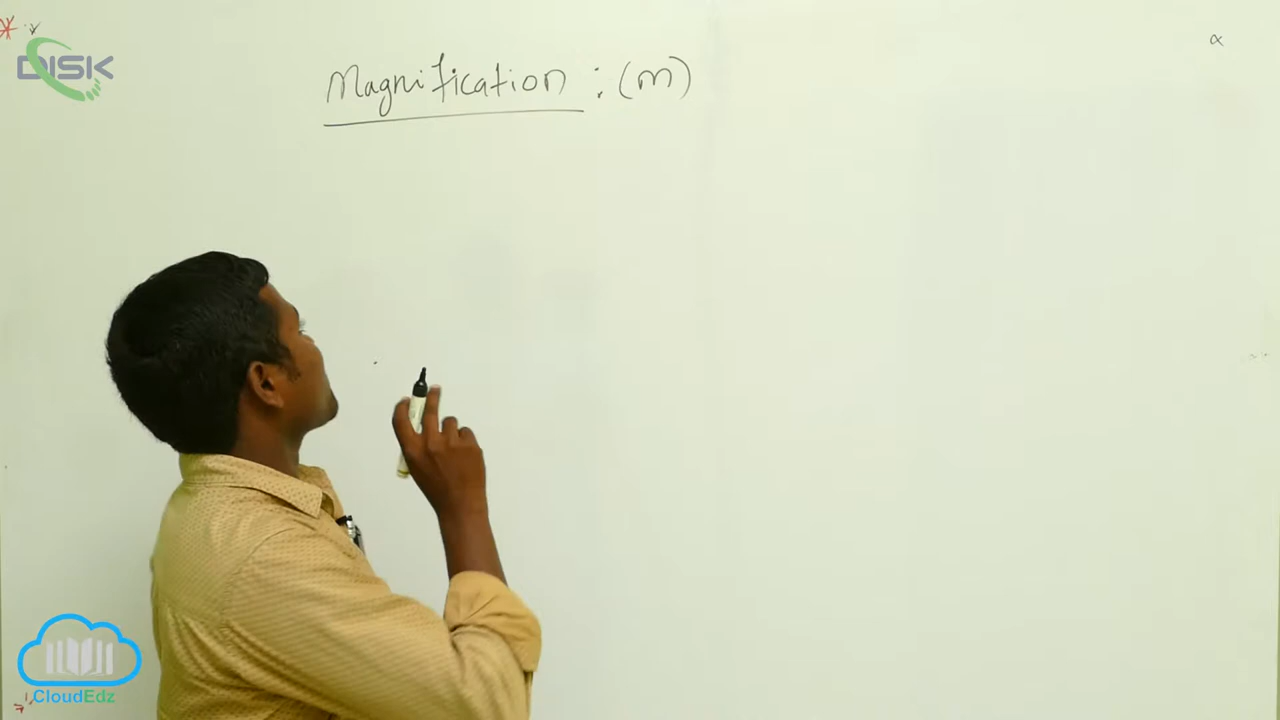 DISK
Magnification : (m)
α
CloudEdz